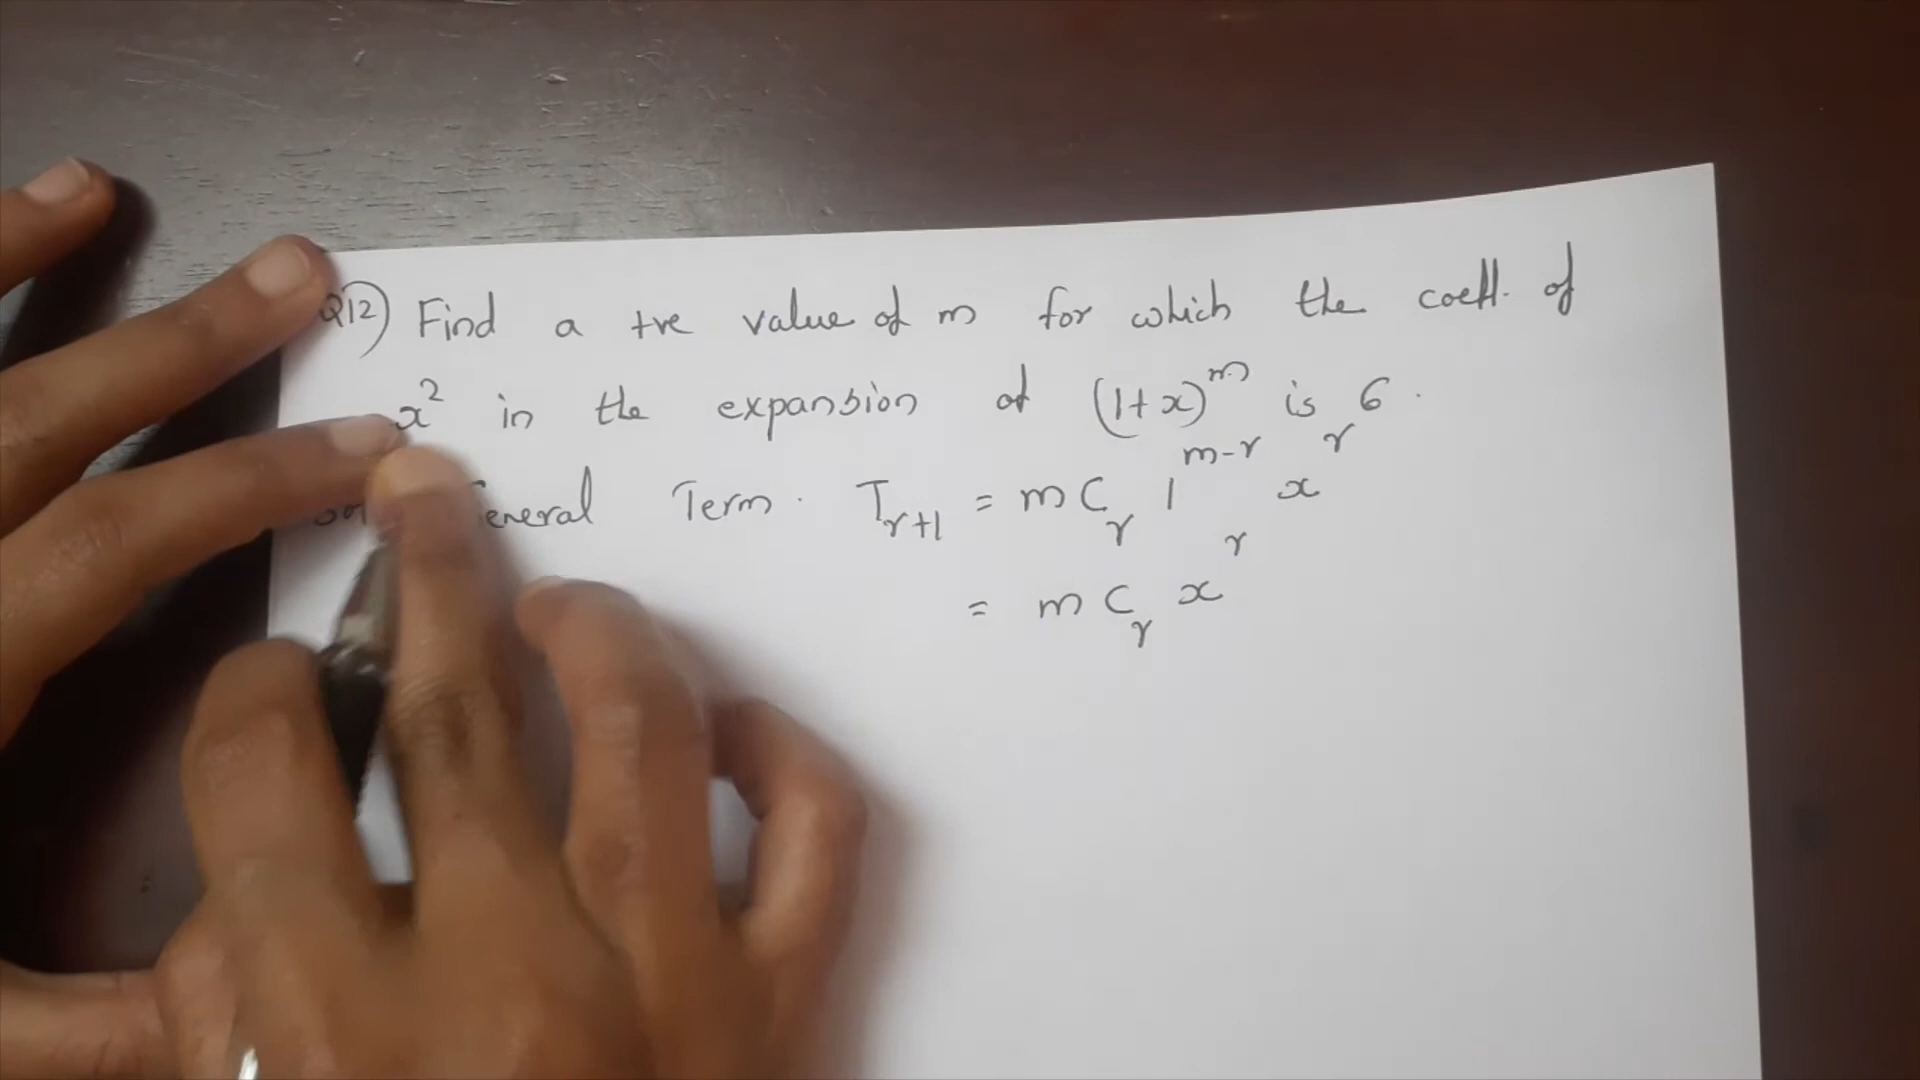 Q12) Find a +ve value of m for which the coeff. of
x² in the expansion of (1+x)^m is 6.
General Term. T_{r+1} = mC_r 1^{m-r} x^r
= mC_r x^r